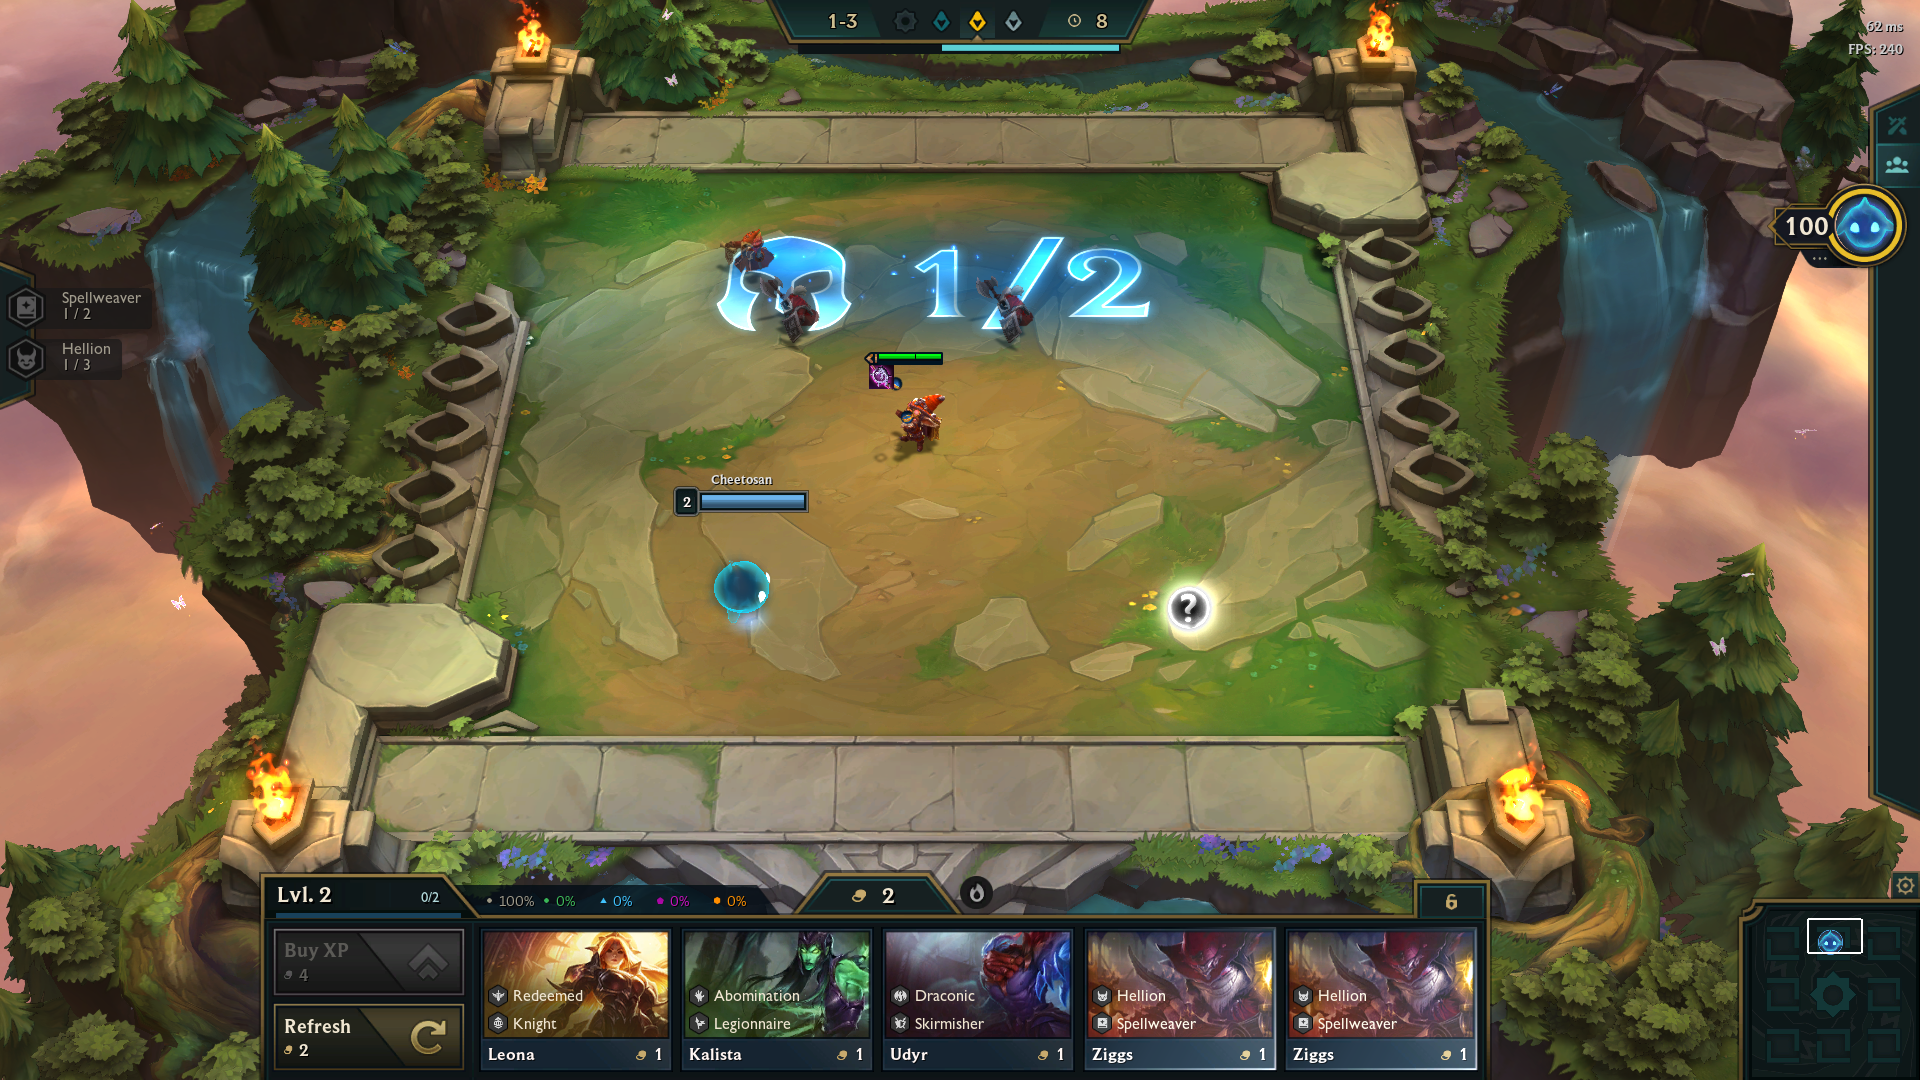 1-3
8
62 ms
FPS: 240
100
Spellweaver
1 / 2
Hellion
1 / 3
1/2
Cheetosan
2
?
Lvl. 2
0/2
100%
0%
0%
0%
0%
2
6
Buy XP
4
Refresh
2
Redeemed
Knight
Leona
1
Abomination
Legionnaire
Kalista
1
Draconic
Skirmisher
Udyr
1
Hellion
Spellweaver
Ziggs
1
Hellion
Spellweaver
Ziggs
1